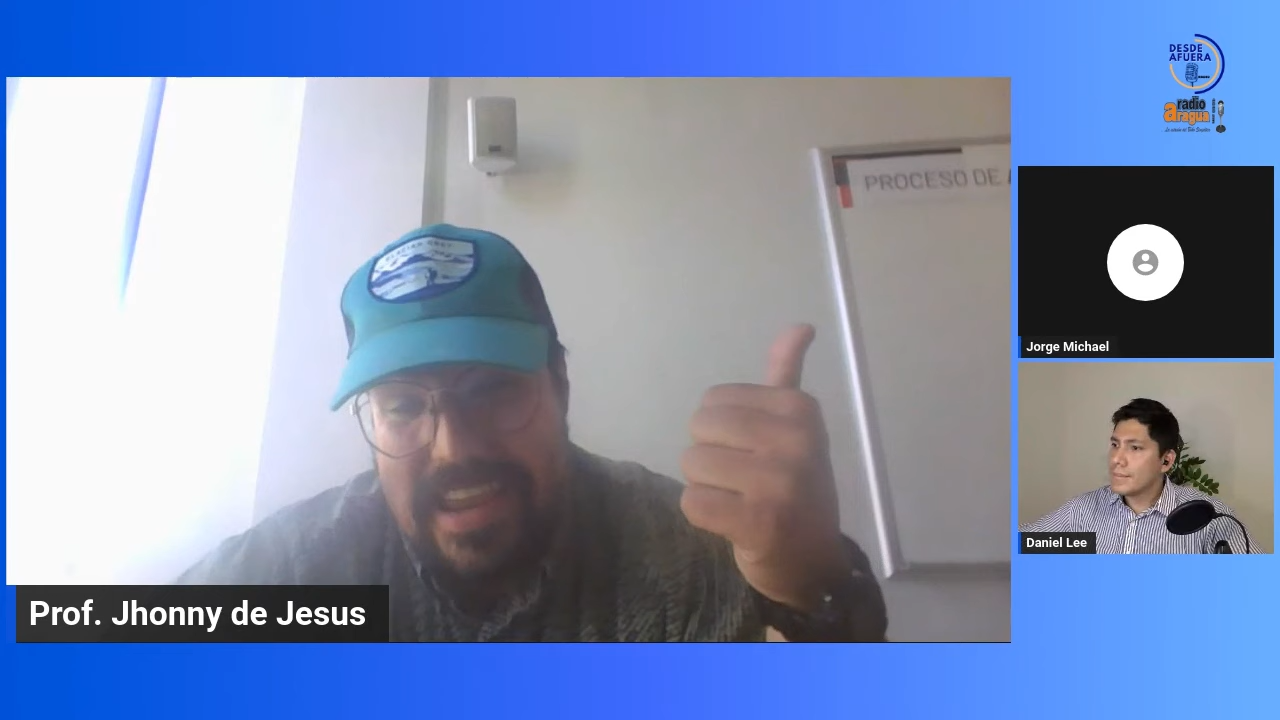 DESDE
AFUERA
radio
aragua
PROCESO DE
Jorge Michael
Daniel Lee
Prof. Jhonny de Jesus